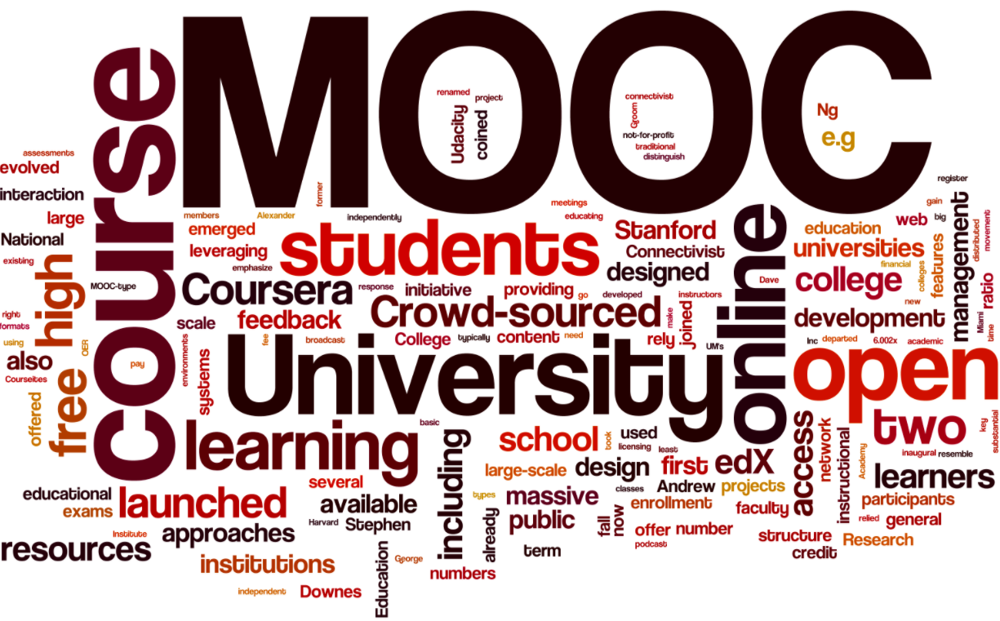 MOOC
course
renamed
project
Udacity
coined
connectivist
Groom
not-for-profit
traditional
distinguish
Ng
e.g
assessments
evolved
interaction
large
National
existing
high
MOOC-type
right
formats
using
also
OER
Courseites
free
offered
pay
former
members
Alexander
independently
meetings
educating
emerged
leveraging
emphasize
students
Stanford
Connectivist
designed
Coursera
response
initiative
providing
go
developed
instructors
scale
feedback
Crowd-sourced
make
joined
College
typically
content
need
rely
UM's
free
broadcast
environments
systems
University
online
register
gain
big
web
education
universities
management
distributed
movement
financial
colleges
features
Dave
college
new
ratio
development
Miami
time
Inc
departed
6.002x
academic
open
learning
basic
including
school
took
used
licensing
least
large-scale
design
first
edX
access
network
instructional
Academy
two
key
substantial
inaugural
resemble
learners
participants
relied
general
several
types
massive
classes
Andrew
projects
enrollment
faculty
educational
launched
exams
available
Harvard
Stephen
public
already
fall
now
offer
number
podcast
structure
Research
credit
Institute
approaches
resources
institutions
Education
George
term
numbers
independent
Downes